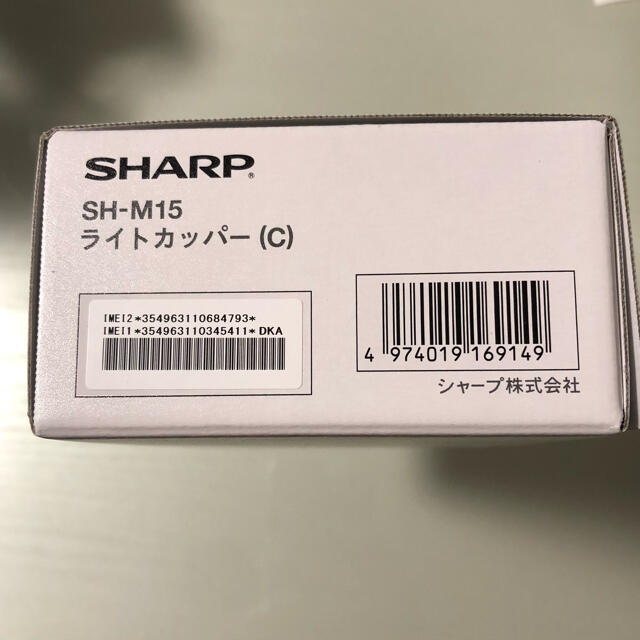 SHARP®
SH-M15
ライトカッパー (C)
IMEI2*354963110684793*
IMEI1*354963110345411*DKA
4 974019 169149
シャープ株式会社